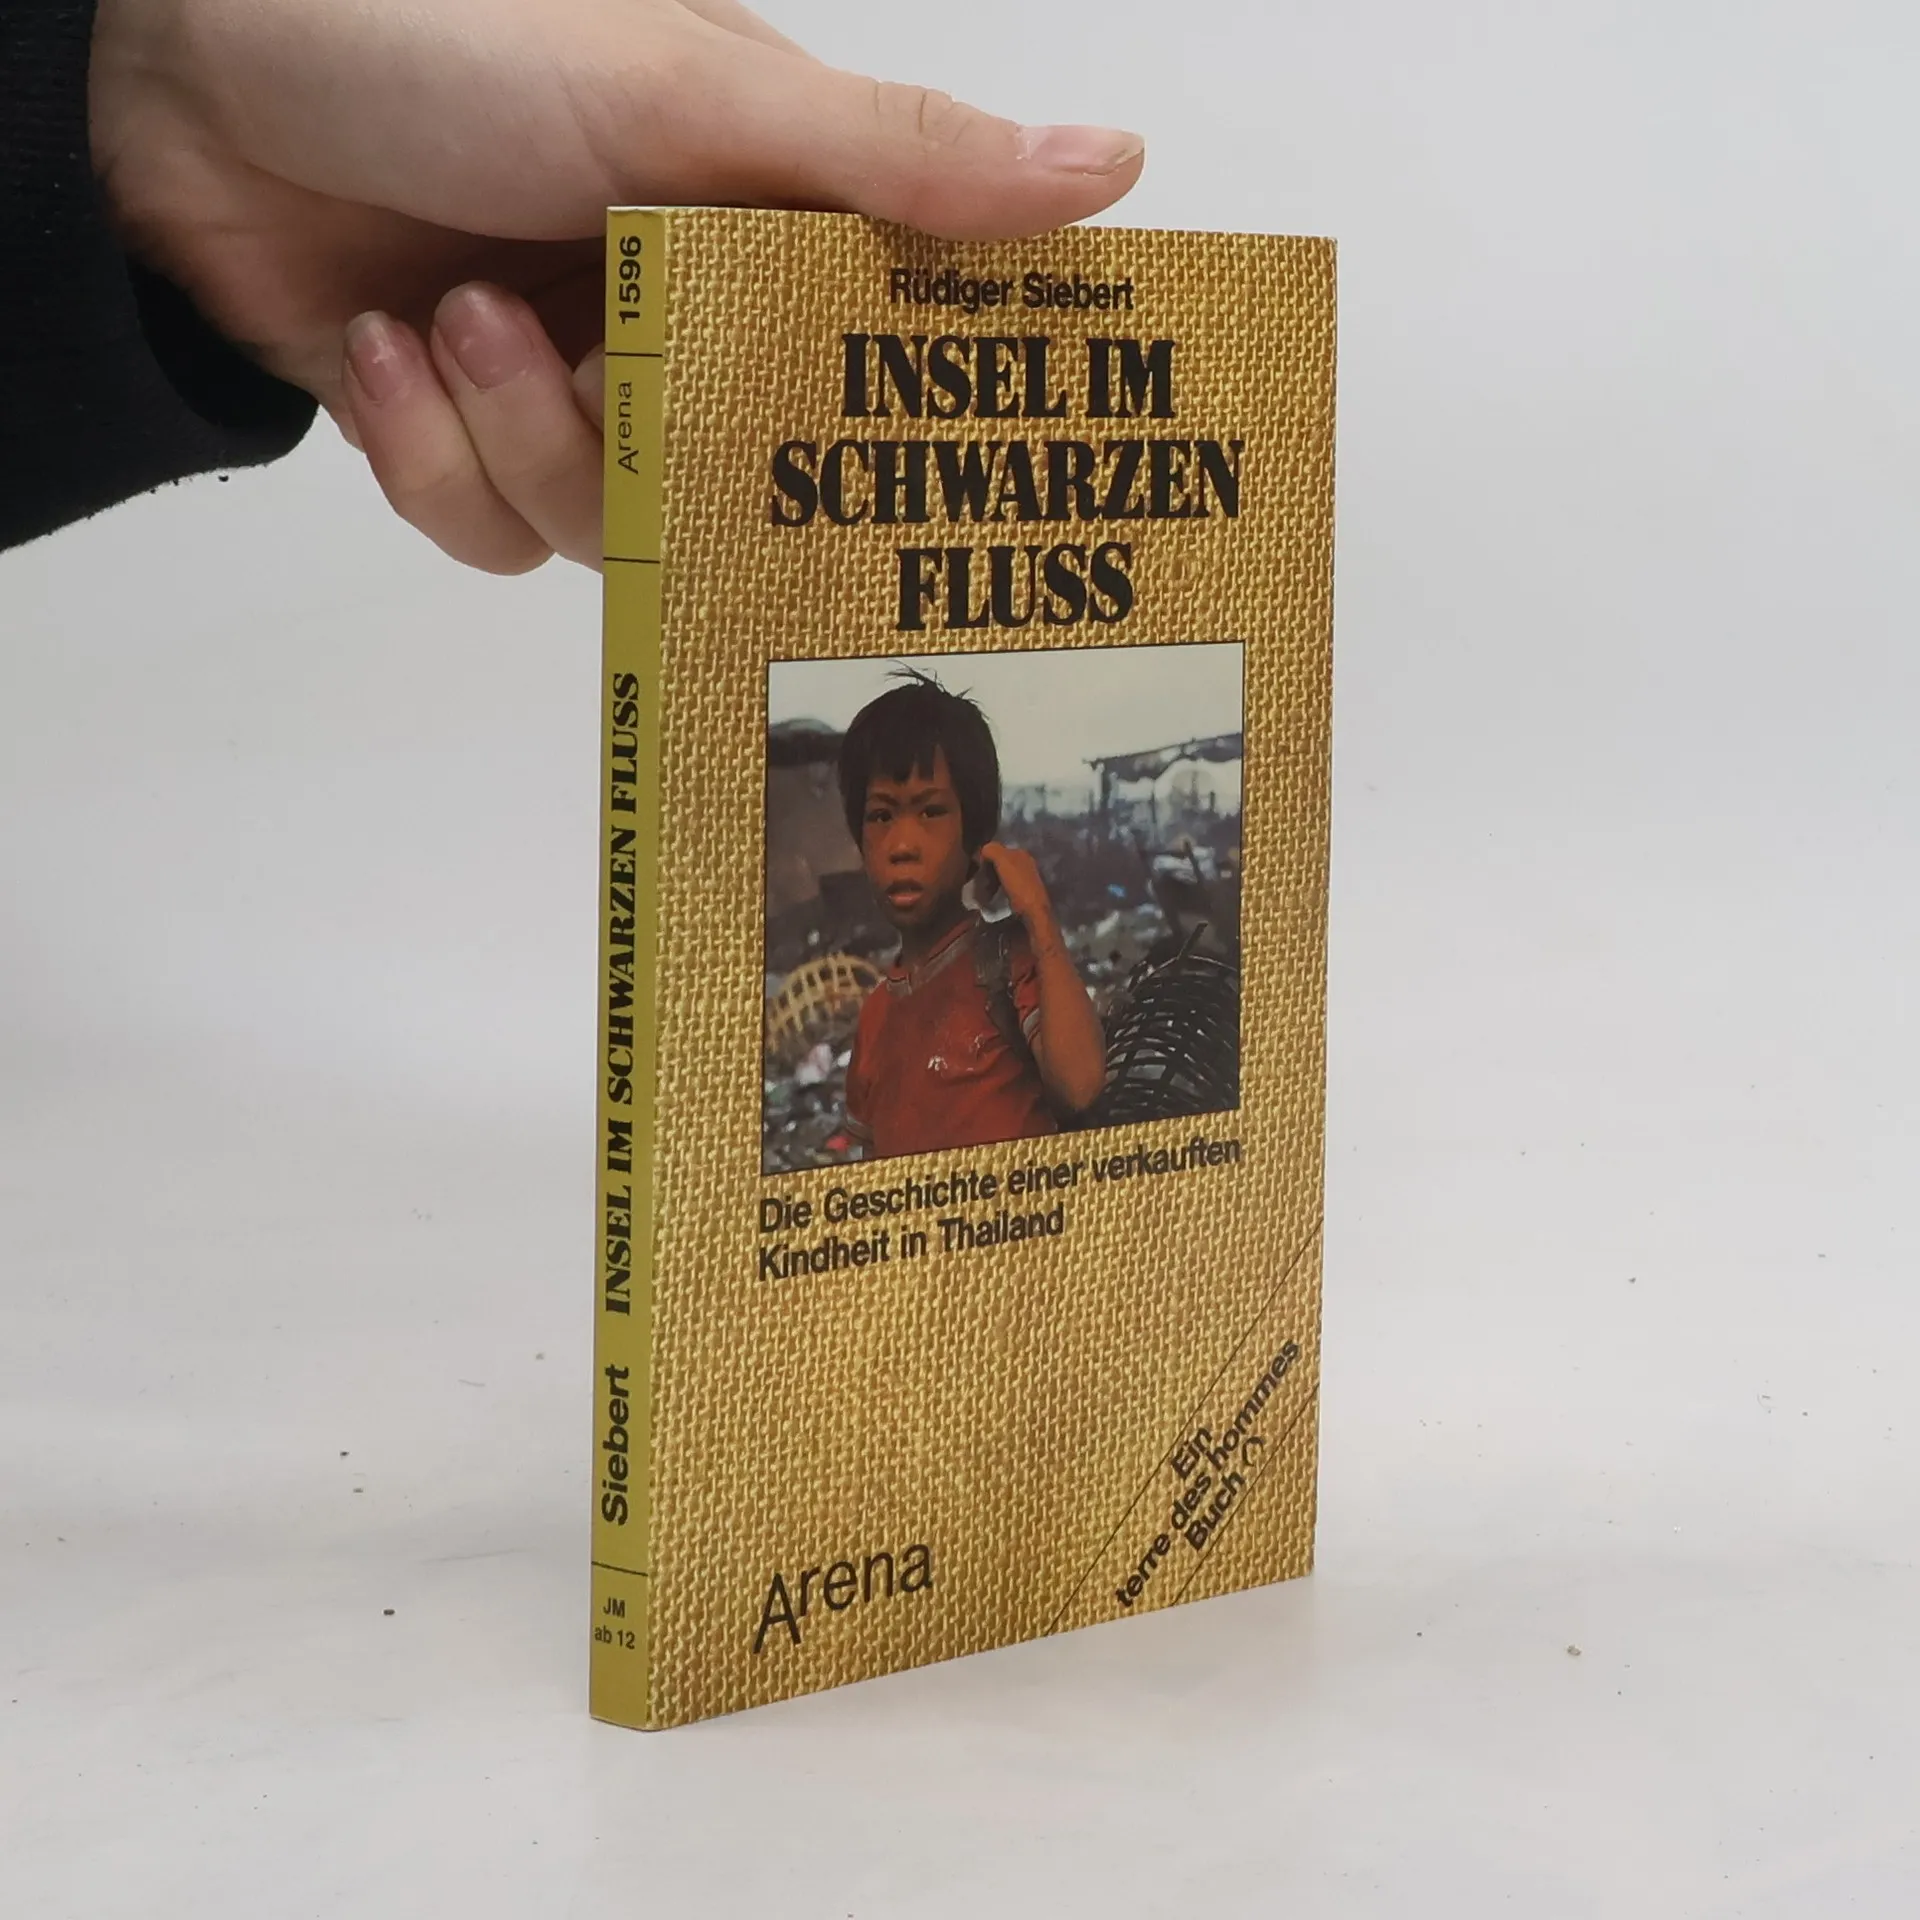 1596
Arena
INSEL IM SCHWARZEN FLUSS
Siebert
JM
ab 12
Rüdiger Siebert
INSEL IM
SCHWARZEN
FLUSS
Die Geschichte einer verkauften
Kindheit in Thailand
Arena
Ein
terre des hommes
Buch